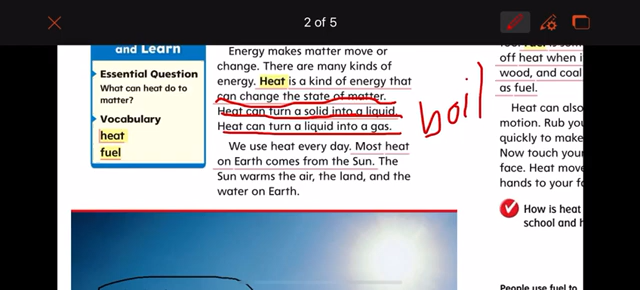 2 of 5
and Learn
Essential Question
What can heat do to
matter?
Vocabulary
heat
fuel
Energy makes matter move or
change. There are many kinds of
energy. Heat is a kind of energy that
can change the state of matter.
Heat can turn a solid into a liquid.
Heat can turn a liquid into a gas.
We use heat every day. Most heat
on Earth comes from the Sun. The
Sun warms the air, the land, and the
water on Earth.
boil
off heat when i
wood, and coal
as fuel.
Heat can also
motion. Rub you
quickly to make
Now touch your
face. Heat move
hands to your f
How is heat
school and h
People use fuel to